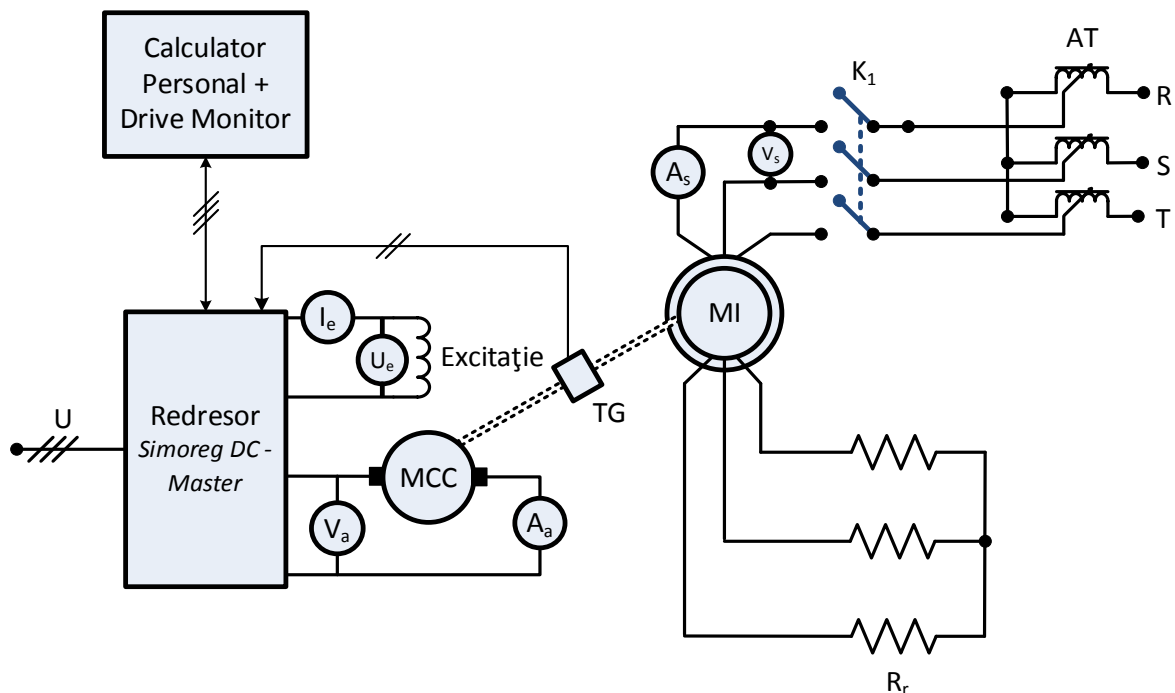 Calculator
Personal +
Drive Monitor
AT
K₁
R
S
T
Aₛ
Vₛ
MI
Iₑ
Uₑ
Excitaţie
TG
U
Redresor
Simoreg DC -
Master
MCC
Vₐ
Aₐ
Rᵣ